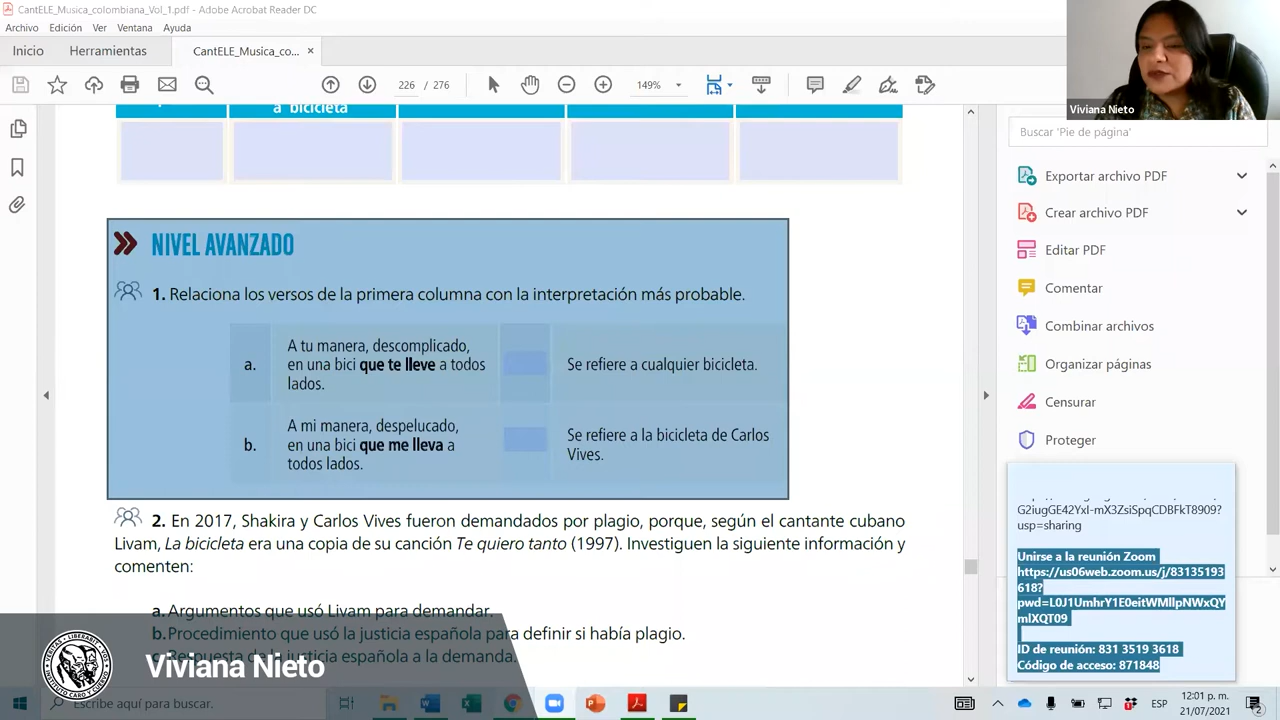 CantELE_Musica_colombiana_Vol_1.pdf - Adobe Acrobat Reader DC
Archivo Edición Ver Ventana Ayuda
Inicio Herramientas CantELE_Musica_co... ×
226 / 276 149%
Viviana Nieto
a bicicleta
Buscar 'Pie de página'
Exportar archivo PDF
Crear archivo PDF
Editar PDF
Comentar
Combinar archivos
Organizar páginas
Censurar
Proteger
NIVEL AVANZADO
1. Relaciona los versos de la primera columna con la interpretación más probable.
a.
A tu manera, descomplicado,
en una bici que te lleve a todos
lados.
Se refiere a cualquier bicicleta.
b.
A mi manera, despelucado,
en una bici que me lleva a
todos lados.
Se refiere a la bicicleta de Carlos
Vives.
2. En 2017, Shakira y Carlos Vives fueron demandados por plagio, porque, según el cantante cubano
Livam, La bicicleta era una copia de su canción Te quiero tanto (1997). Investiguen la siguiente información y
comenten:
a. Argumentos que usó Livam para demandar.
b. Procedimiento que usó la justicia española para definir si había plagio.
c. Respuesta de la justicia española a la demanda.
G2iugGE42YxI-mX3ZsiSpqCDBFkT8909?
usp=sharing
Unirse a la reunión Zoom
https://us06web.zoom.us/j/83135193
618?
pwd=L0J1UmhrY1E0eitWMllpNWxQY
mlXQT09
ID de reunión: 831 3519 3618
Código de acceso: 871848
Viviana Nieto
Escribe aquí para buscar.
ESP
12:01 p. m.
21/07/2021
2